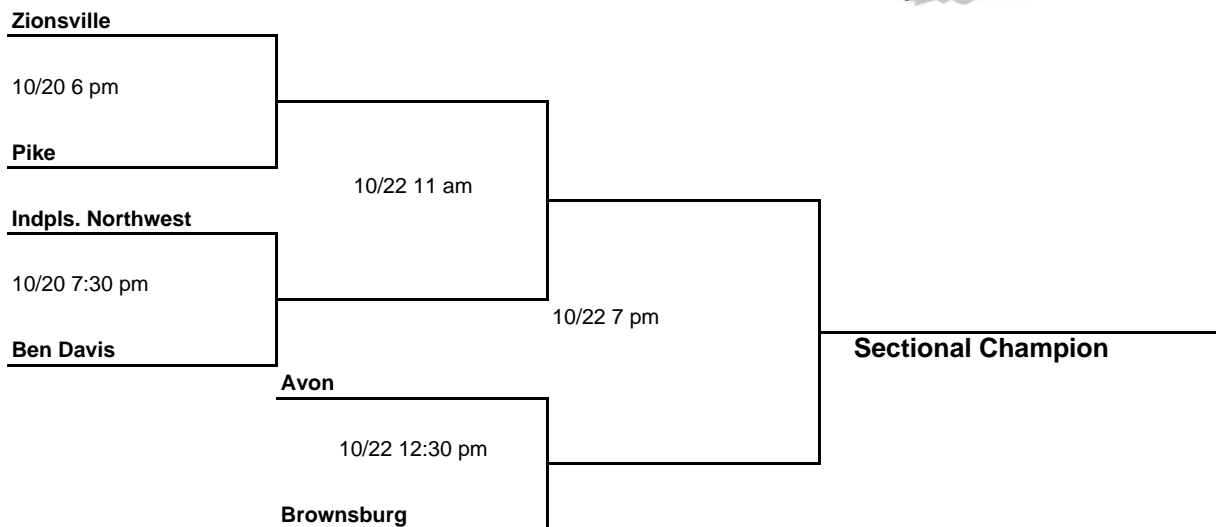 Zionsville
10/20 6 pm
Pike
10/22 11 am
Indpls. Northwest
10/20 7:30 pm
10/22 7 pm
Ben Davis
Sectional Champion
Avon
10/22 12:30 pm
Brownsburg